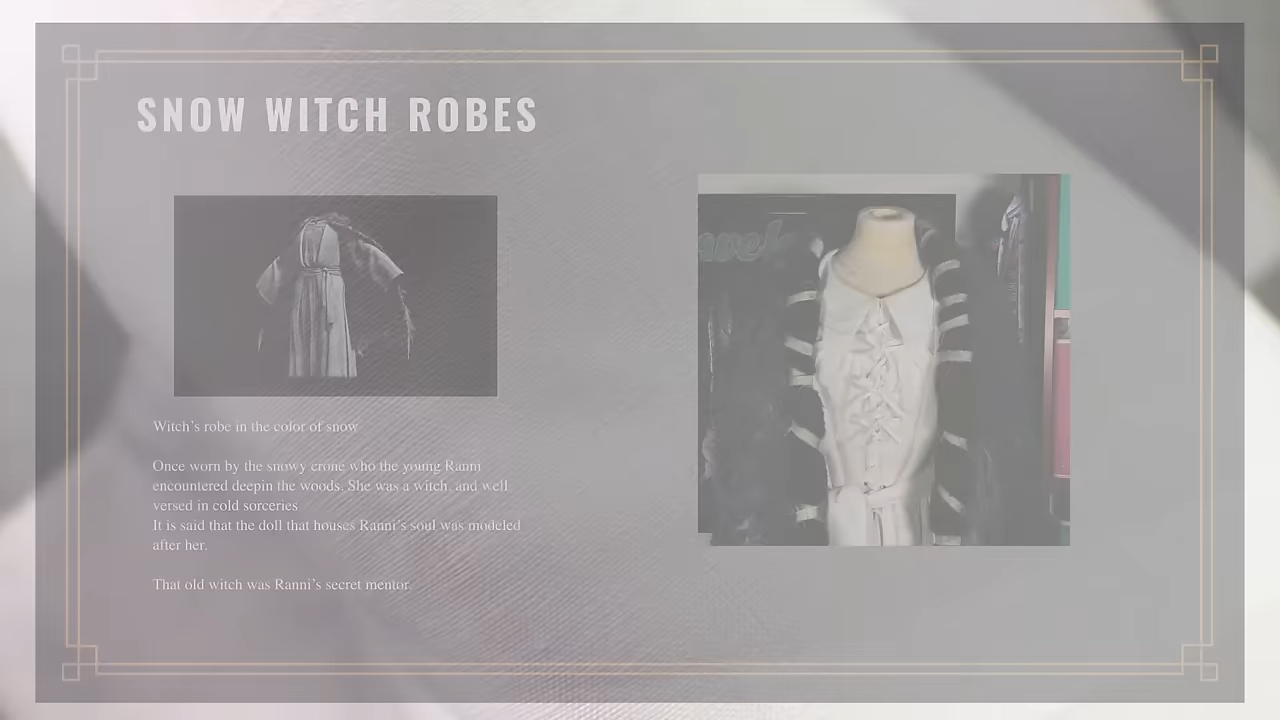 SNOW WITCH ROBES
Witch's robe in the color of snow
Once worn by the snowy crone who the young Ranni
encountered deepin the woods. She was a witch, and well
versed in cold sorceries
It is said that the doll that houses Ranni's soul was modeled
after her.
That old witch was Ranni's secret mentor.